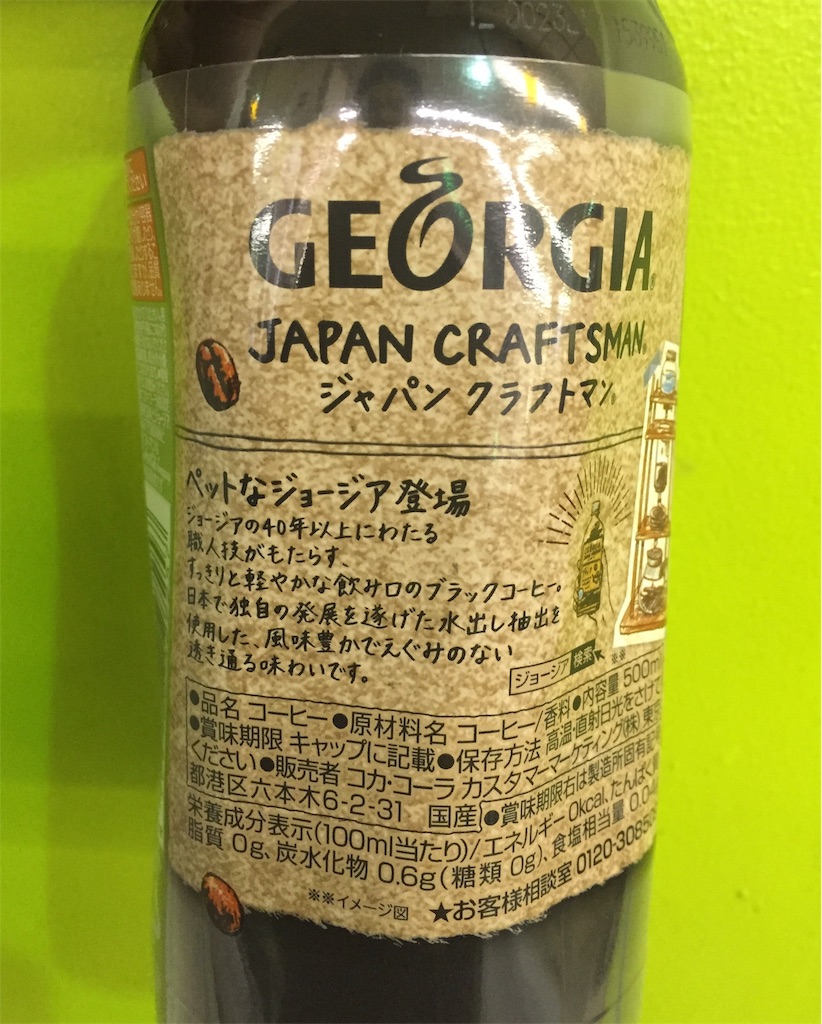 GEORGIA
JAPAN CRAFTSMAN®
ジャパン クラフトマン®
ペットなジョージア登場
ジョージアの40年以上にわたる
職人技がもたらす、
すっきりと軽やかな飲み口のブラックコーヒー。
日本で独自の発展を遂げた水出し抽出を
使用した、風味豊かでえぐみのない
透き通る味わいです。
ジョージア 検索
※※
●品名 コーヒー●原材料名 コーヒー/香料●内容量 500m
●賞味期限 キャップに記載●保存方法 高温・直射日光をさけて
ください●販売者 コカ・コーラ カスタマーマーケティング(株) 東京
都港区六本木6-2-31 国産 ●賞味期限右は製造所固有記
栄養成分表示(100ml当たり)/エネルギー 0kcal、たんぱく
脂質 0g、炭水化物 0.6g(糖類 0g)、食塩相当量 0.0
※※イメージ図 ★お客様相談室 0120-3085